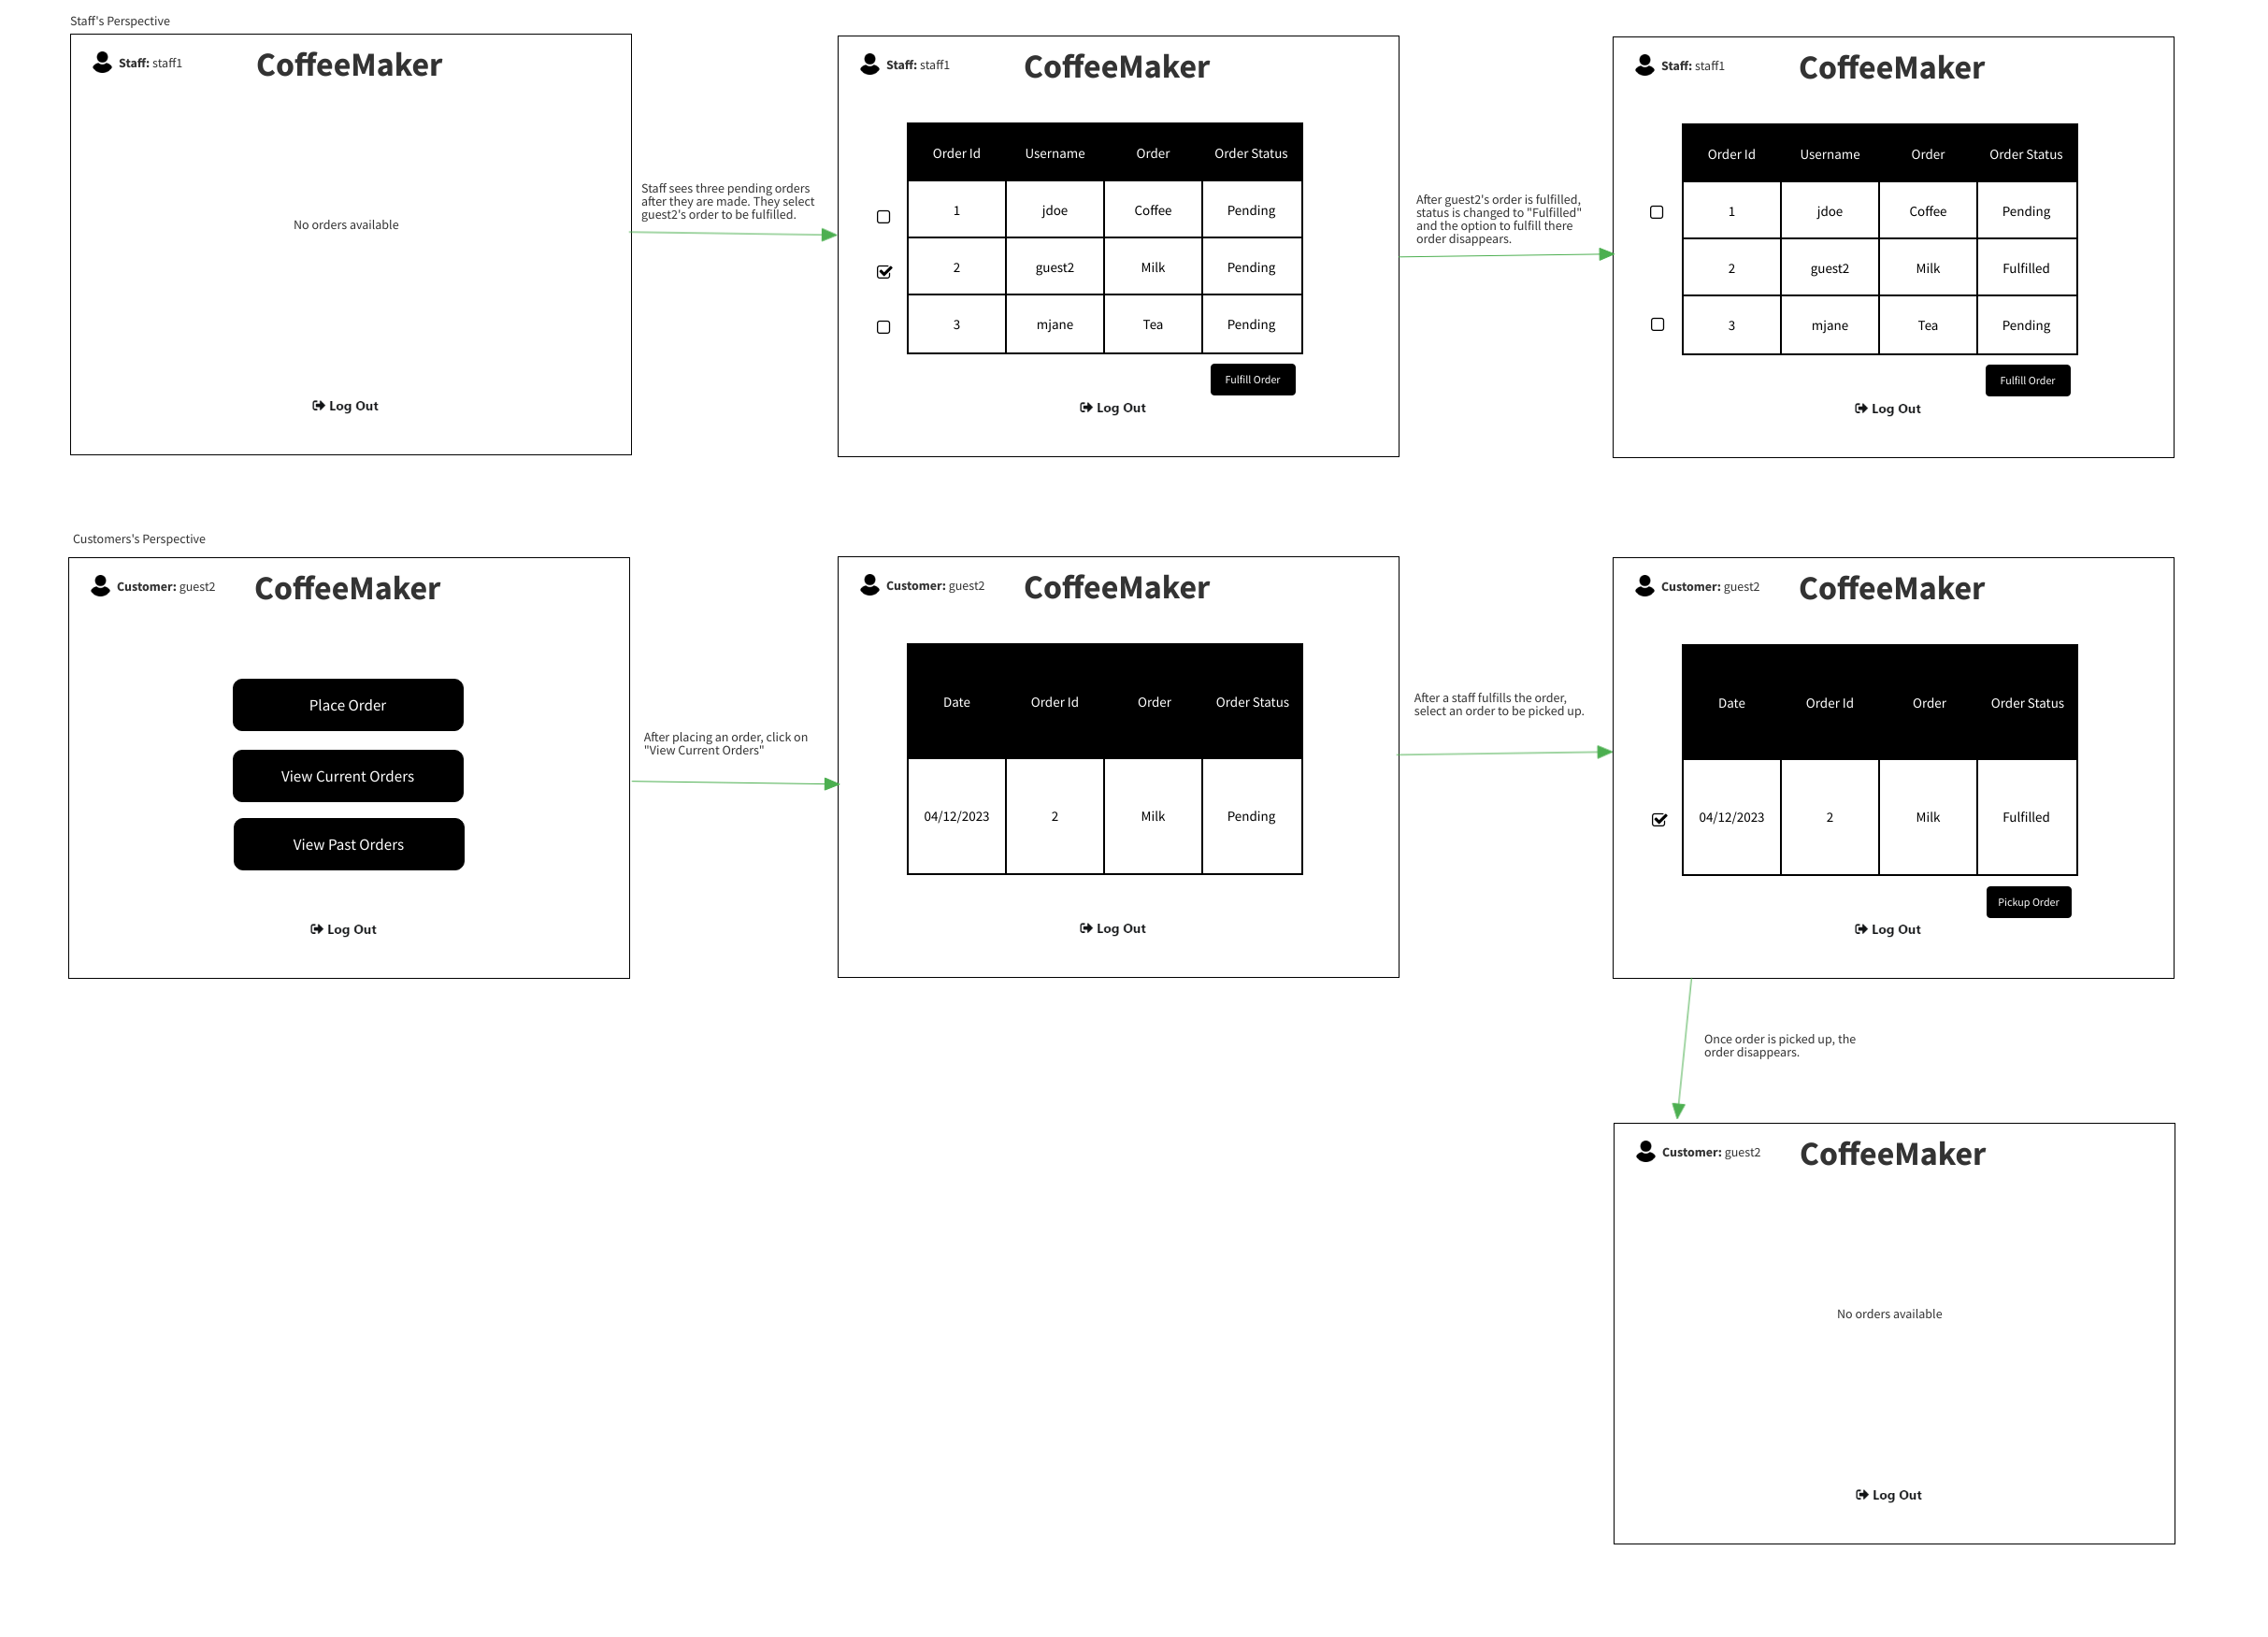 Staff's Perspective
Staff: staff1
CoffeeMaker
No orders available
Log Out
Staff sees three pending orders
after they are made. They select
guest2's order to be fulfilled.
Staff: staff1
CoffeeMaker
Order Id Username Order Order Status
1 jdoe Coffee Pending
2 guest2 Milk Pending
3 mjane Tea Pending
Fulfill Order
Log Out
After guest2's order is fulfilled,
status is changed to "Fulfilled"
and the option to fulfill there
order disappears.
Staff: staff1
CoffeeMaker
Order Id Username Order Order Status
1 jdoe Coffee Pending
2 guest2 Milk Fulfilled
3 mjane Tea Pending
Fulfill Order
Log Out
Customers's Perspective
Customer: guest2
CoffeeMaker
Place Order
View Current Orders
View Past Orders
Log Out
After placing an order, click on
"View Current Orders"
Customer: guest2
CoffeeMaker
Date Order Id Order Order Status
04/12/2023 2 Milk Pending
Log Out
After a staff fulfills the order,
select an order to be picked up.
Customer: guest2
CoffeeMaker
Date Order Id Order Order Status
04/12/2023 2 Milk Fulfilled
Pickup Order
Log Out
Once order is picked up, the
order disappears.
Customer: guest2
CoffeeMaker
No orders available
Log Out